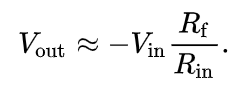 V_out ≈ −V_in R_f / R_in.